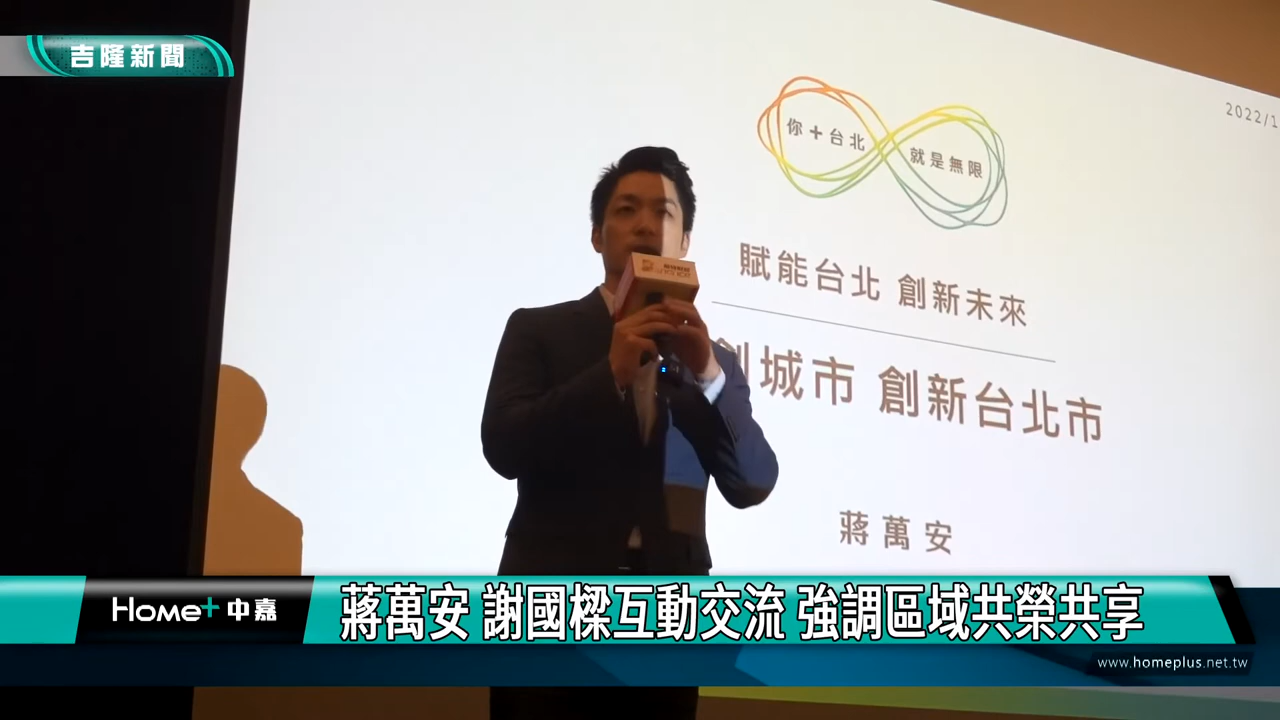 吉隆新聞
2022/1
你+台北
就是無限
賦能台北 創新未來
創城市 創新台北市
蔣萬安
Home+中嘉
蔣萬安 謝國樑互動交流 強調區域共榮共享
www.homeplus.net.tw